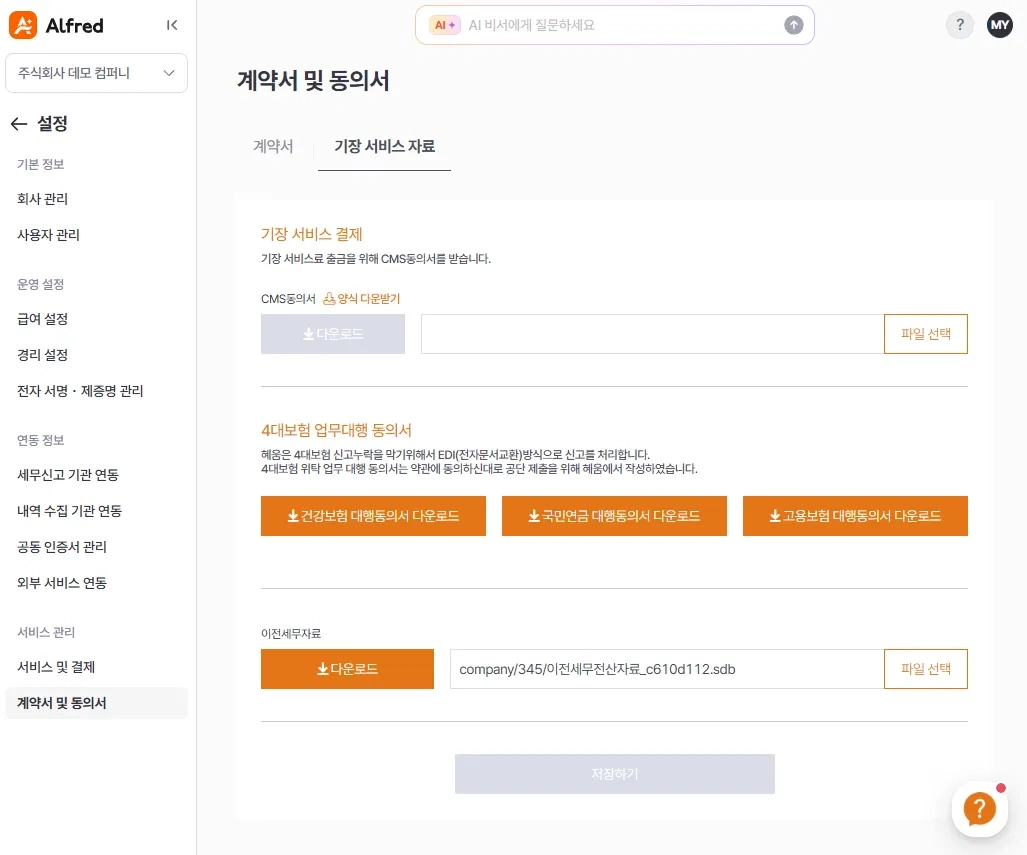 Alfred
AI 비서에게 질문하세요
?
MY
주식회사 데모 컴퍼니
설정
기본 정보
회사 관리
사용자 관리
운영 설정
급여 설정
경리 설정
전자 서명・제증명 관리
연동 정보
세무신고 기관 연동
내역 수집 기관 연동
공동 인증서 관리
외부 서비스 연동
서비스 관리
서비스 및 결제
계약서 및 동의서
계약서 및 동의서
계약서
기장 서비스 자료
기장 서비스 결제
기장 서비스료 출금을 위해 CMS동의서를 받습니다.
CMS동의서 양식 다운받기
다운로드
파일 선택
4대보험 업무대행 동의서
혜움은 4대보험 신고누락을 막기위해서 EDI(전자문서교환)방식으로 신고를 처리합니다.
4대보험 위탁 업무 대행 동의서는 약관에 동의하신대로 공단 제출을 위해 혜움에서 작성하였습니다.
건강보험 대행동의서 다운로드
국민연금 대행동의서 다운로드
고용보험 대행동의서 다운로드
이전세무자료
다운로드
company/345/이전세무전산자료_c610d112.sdb
파일 선택
저장하기
?